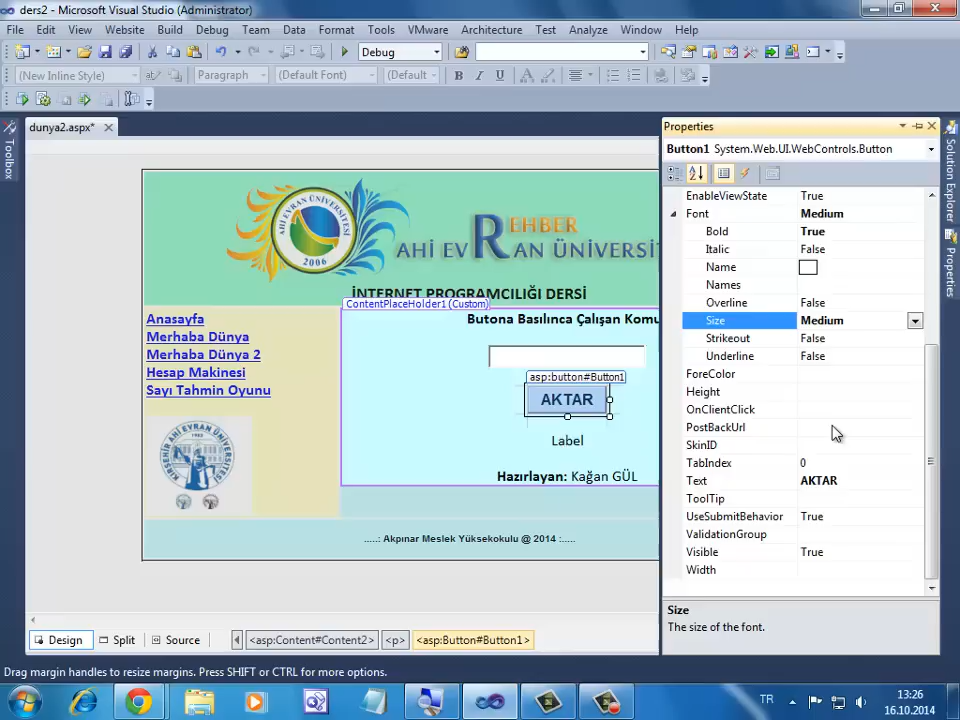 ders2 - Microsoft Visual Studio (Administrator)
File Edit View Website Build Debug Team Data Format Tools VMware Architecture Test Analyze Window Help
Debug
(New Inline Style) Paragraph (Default Font) (Default B I U A
dunya2.aspx*
Toolbox
AHİ EVRAN ÜNİVERSİTESİ
2006
REHBER
AHİ EVRAN ÜNİVERSİT
İNTERNET PROGRAMCILIĞI DERSİ
ContentPlaceHolder1 (Custom)
Anasayfa
Merhaba Dünya
Merhaba Dünya 2
Hesap Makinesi
Sayı Tahmin Oyunu
Butona Basılınca Çalışan Komu
asp:button#Button1
AKTAR
Label
Hazırlayan: Kağan GÜL
.....: Akpınar Meslek Yüksekokulu @ 2014 :.....
Design Split Source <asp:Content#Content2> <p> <asp:Button#Button1>
Properties
Button1 System.Web.UI.WebControls.Button
EnableViewState True
Font Medium
Bold True
Italic False
Name
Names
Overline False
Size Medium
Strikeout False
Underline False
ForeColor
Height
OnClientClick
PostBackUrl
SkinID
TabIndex 0
Text AKTAR
ToolTip
UseSubmitBehavior True
ValidationGroup
Visible True
Width
Size
The size of the font.
Solution Explorer
Properties
Drag margin handles to resize margins. Press SHIFT or CTRL for more options.
TR
13:26
16.10.2014